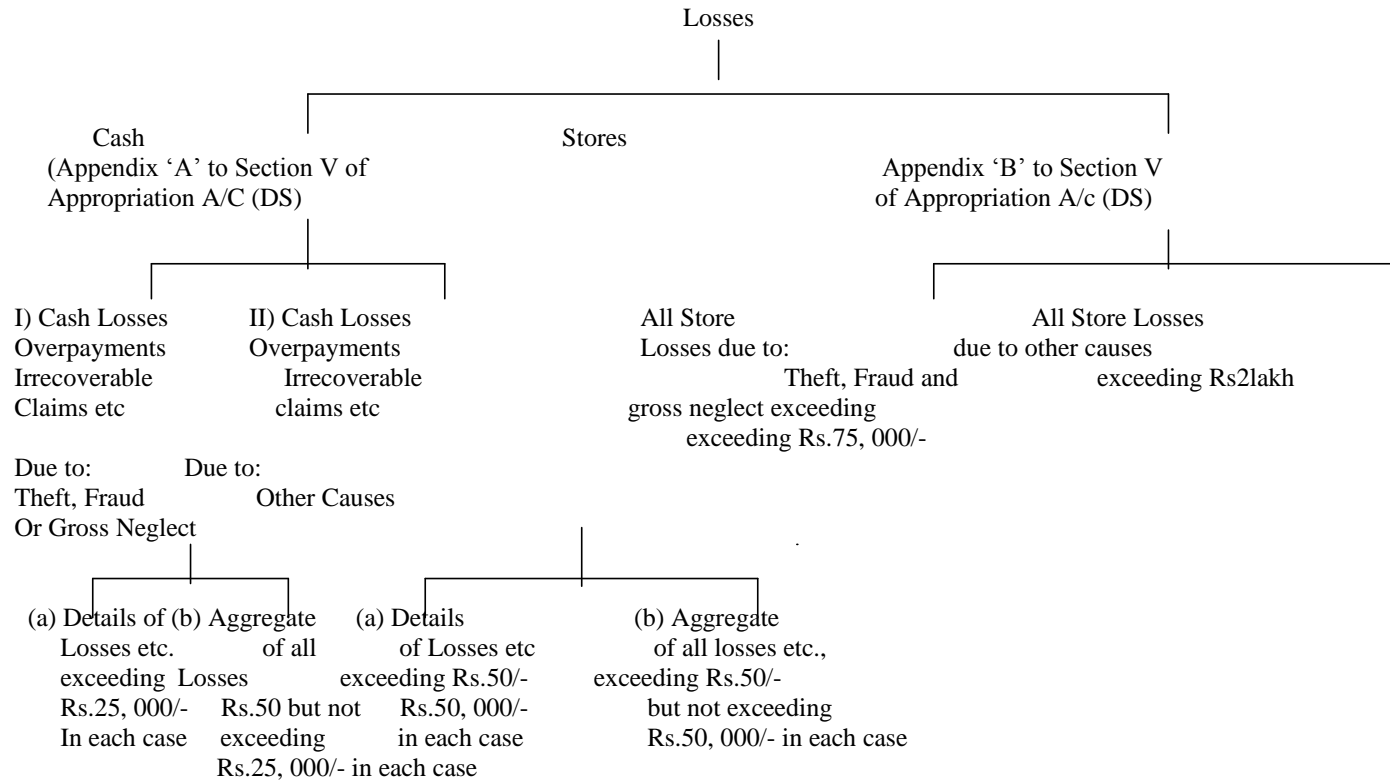 Losses
Cash Stores
(Appendix ‘A’ to Section V of Appendix ‘B’ to Section V
Appropriation A/C (DS) of Appropriation A/c (DS)
I) Cash Losses II) Cash Losses All Store All Store Losses
Overpayments Overpayments Losses due to: due to other causes
Irrecoverable Irrecoverable Theft, Fraud and exceeding Rs2lakh
Claims etc claims etc gross neglect exceeding
exceeding Rs.75, 000/-
Due to: Due to:
Theft, Fraud Other Causes
Or Gross Neglect
(a) Details of (b) Aggregate (a) Details (b) Aggregate
Losses etc. of all of Losses etc of all losses etc.,
exceeding Losses exceeding Rs.50/- exceeding Rs.50/-
Rs.25, 000/- Rs.50 but not Rs.50, 000/- but not exceeding
In each case exceeding in each case Rs.50, 000/- in each case
Rs.25, 000/- in each case